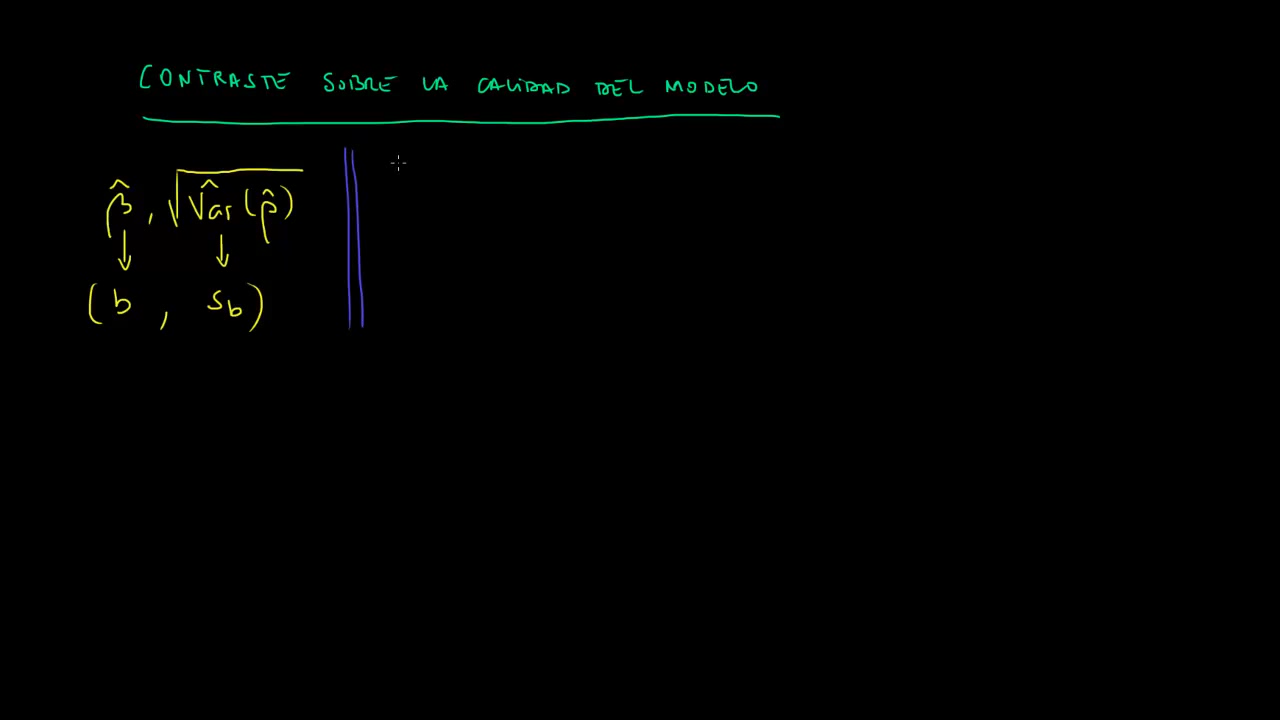 CONTRASTE SOBRE LA CALIDAD DEL MODELO
β̂, √(V̂ar(β̂))
↓ ↓
(b, s_b)